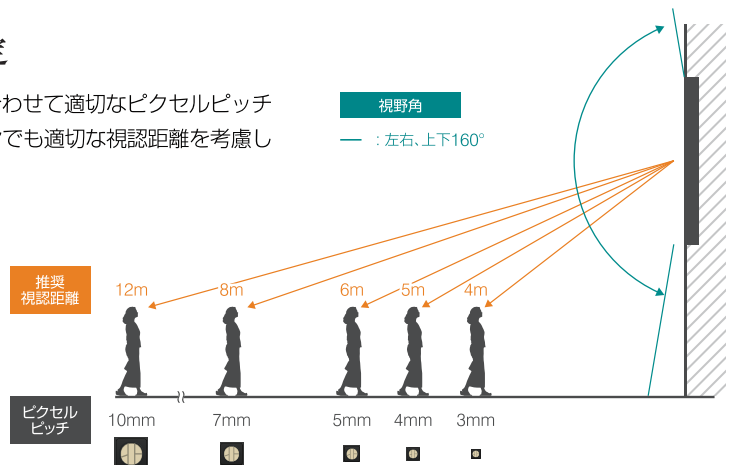 わせて適切なピクセルピッチ
でも適切な視認距離を考慮し
視野角
：左右、上下160°
推奨
視認距離
12m 8m 6m 5m 4m
ピクセル
ピッチ
10mm 7mm 5mm 4mm 3mm